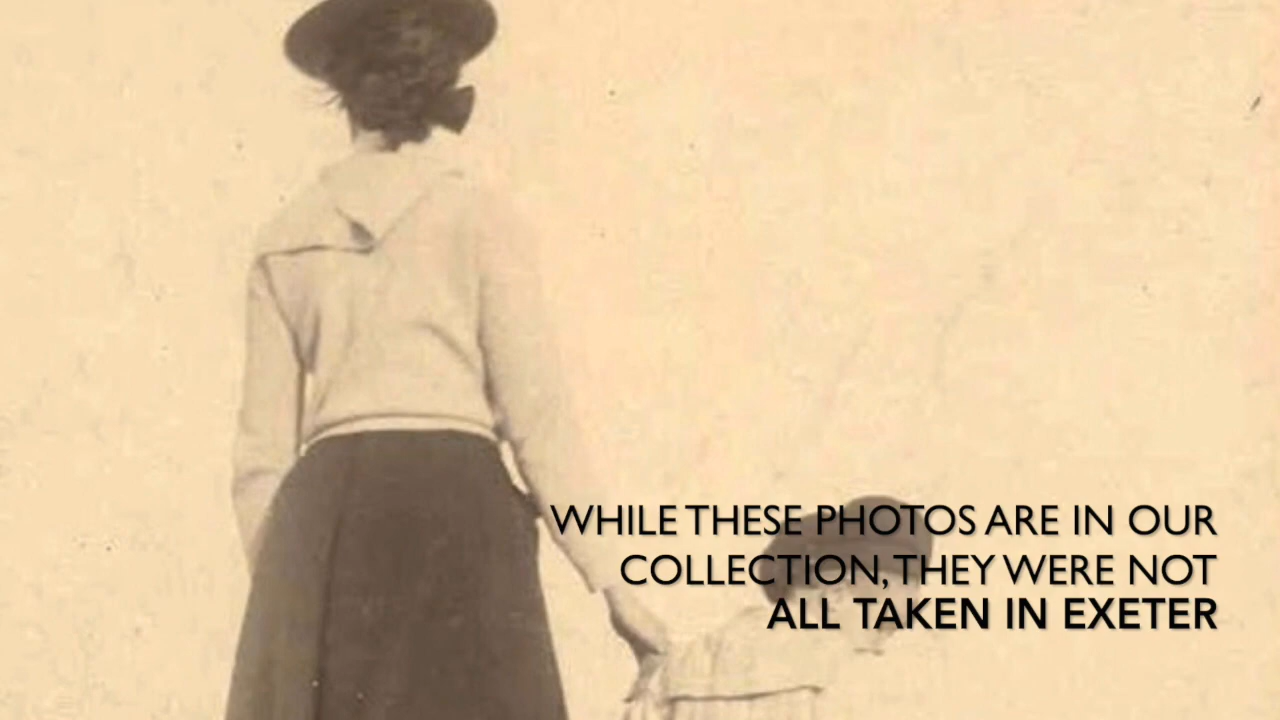 WHILE THESE PHOTOS ARE IN OUR
COLLECTION, THEY WERE NOT
ALL TAKEN IN EXETER